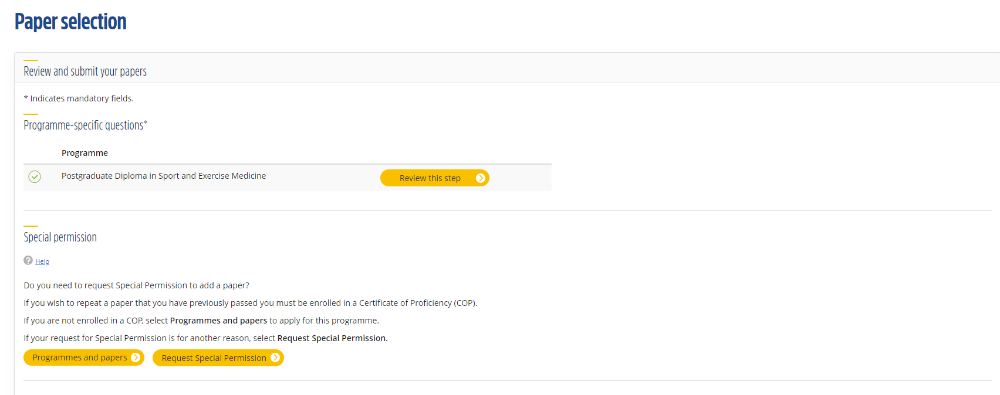 Paper selection
Review and submit your papers
* Indicates mandatory fields.
Programme-specific questions*
Programme
Postgraduate Diploma in Sport and Exercise Medicine
Review this step
Special permission
Help
Do you need to request Special Permission to add a paper?
If you wish to repeat a paper that you have previously passed you must be enrolled in a Certificate of Proficiency (COP).
If you are not enrolled in a COP, select Programmes and papers to apply for this programme.
If your request for Special Permission is for another reason, select Request Special Permission.
Programmes and papers Request Special Permission